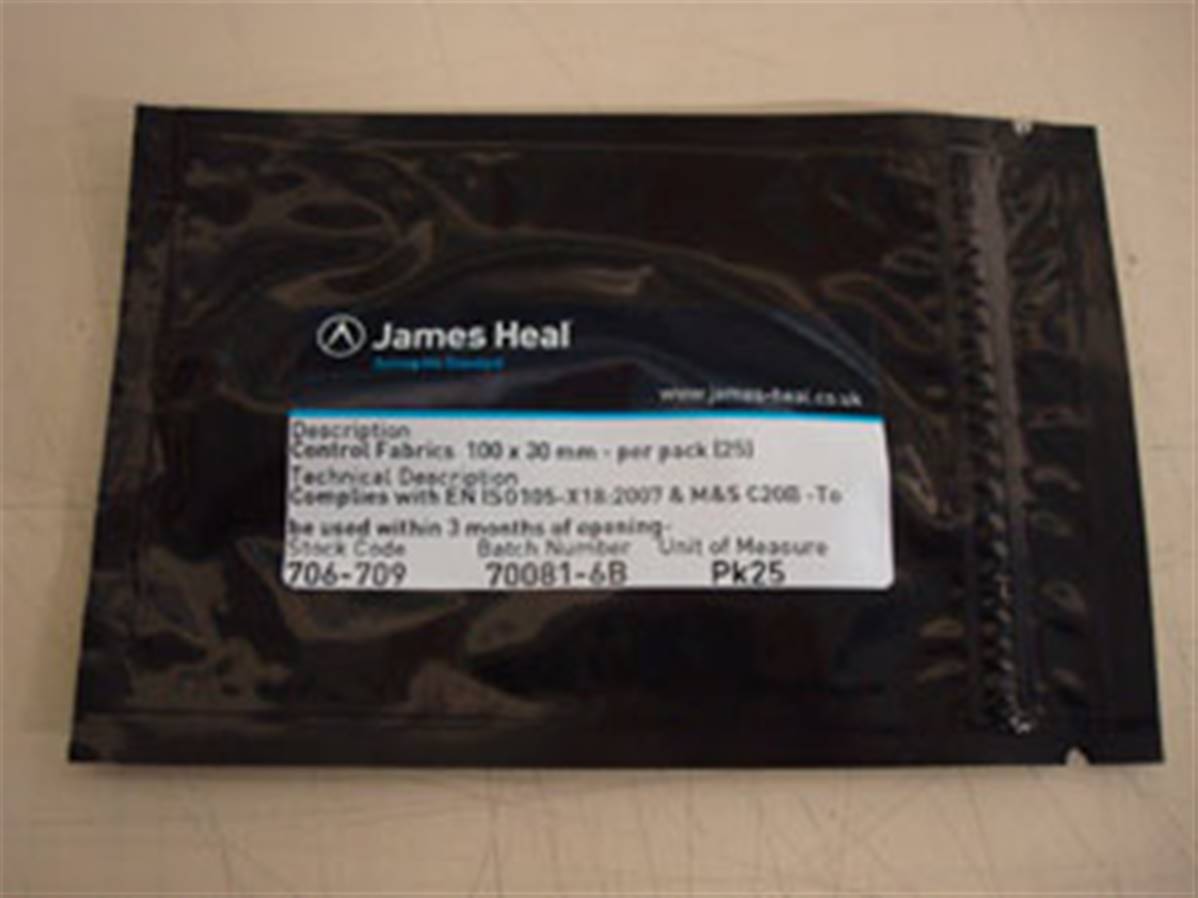 James Heal
www.james-heal.co.uk
Description
Control Fabrics 100 x 30 mm - per pack (25)
Technical Description
Complies with EN ISO105-X18:2007 & M&S C20B -To
be used within 3 months of opening-
Stock Code Batch Number Unit of Measure
706-709 70081-6B Pk25